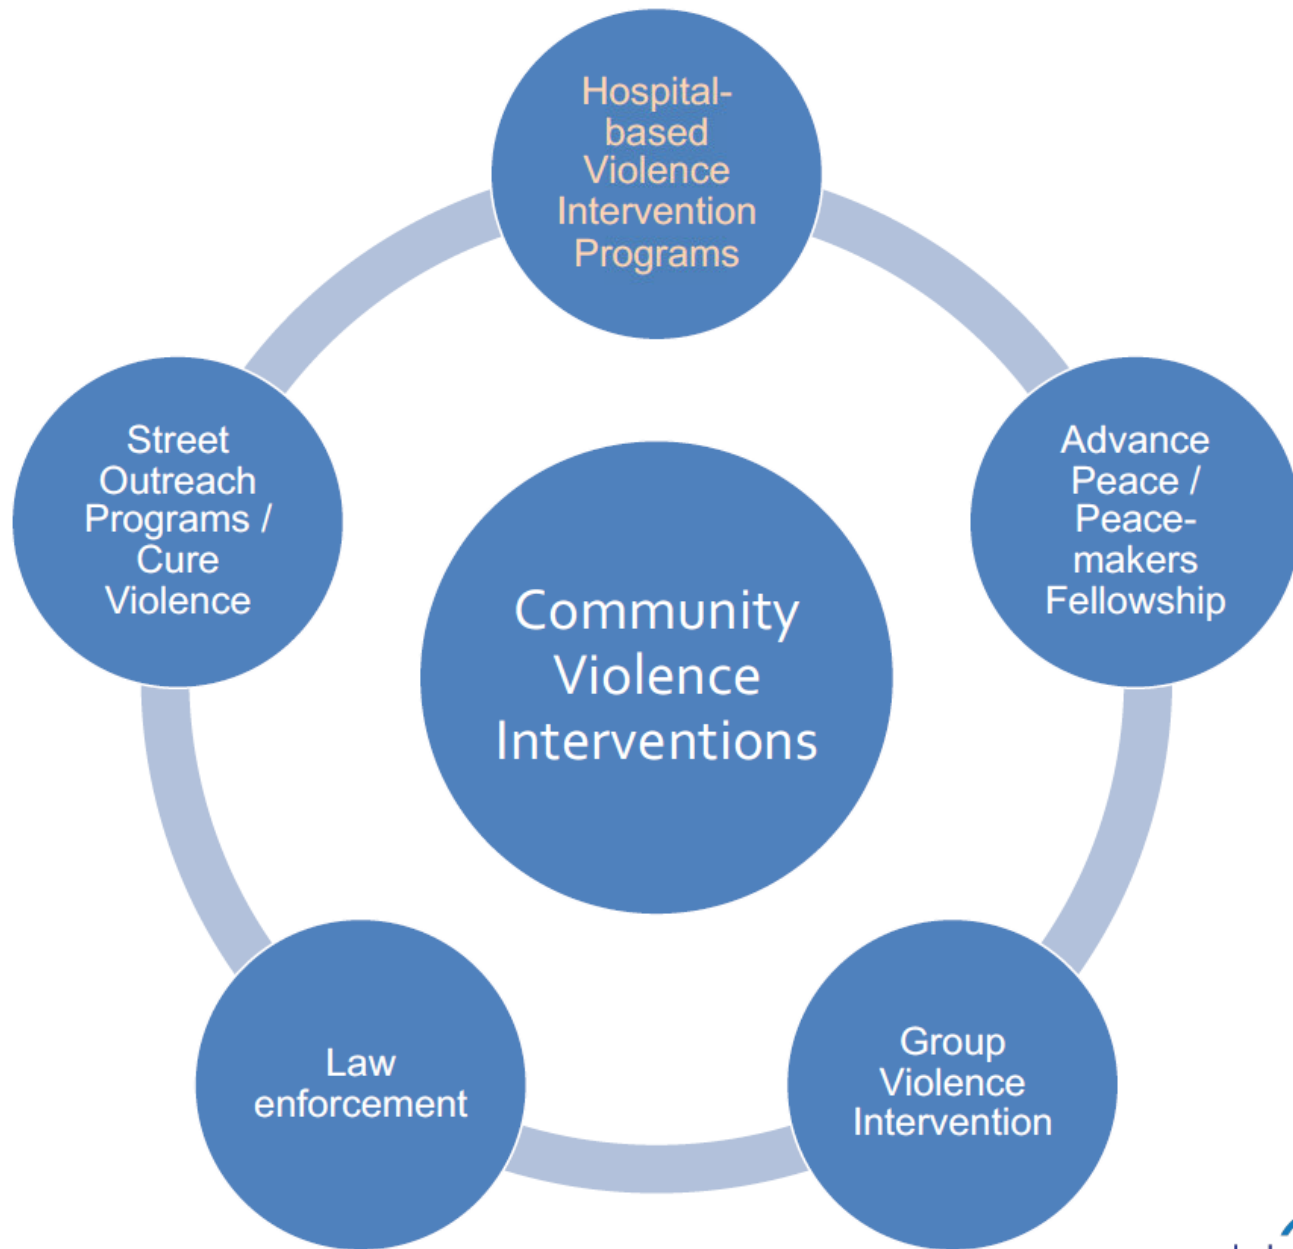 Hospital-
based
Violence
Intervention
Programs
Street
Outreach
Programs /
Cure
Violence
Advance
Peace /
Peace-
makers
Fellowship
Community
Violence
Interventions
Law
enforcement
Group
Violence
Intervention